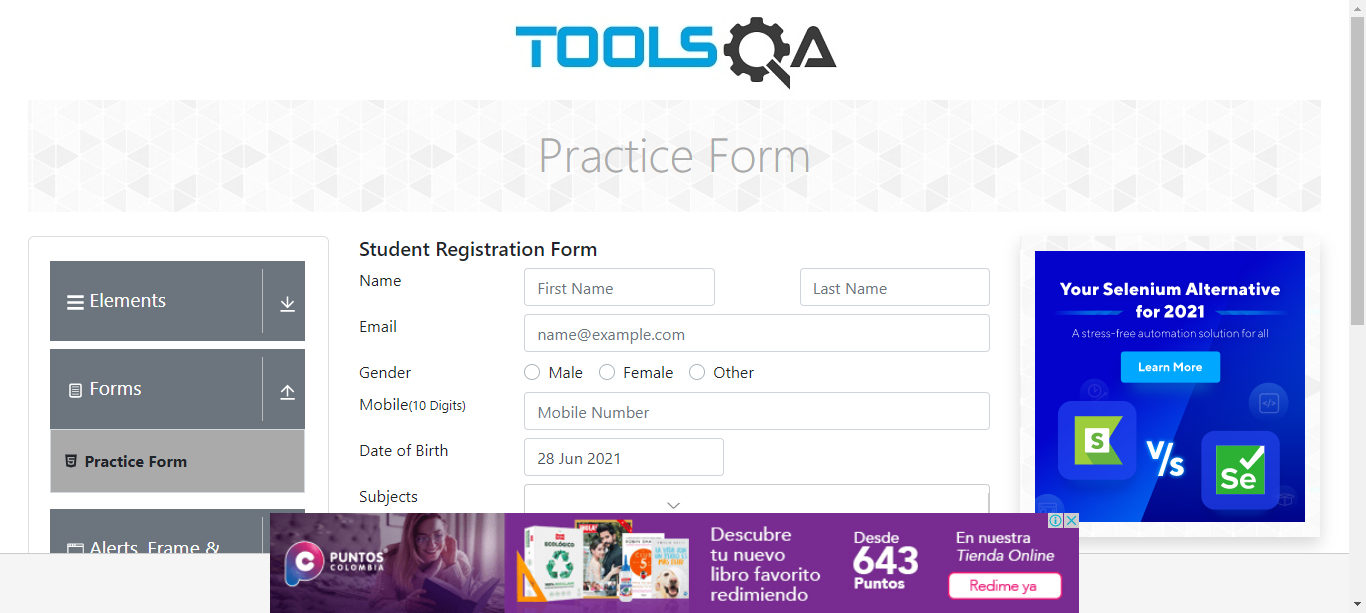 TOOLSQA
Practice Form
Elements
Forms
Practice Form
Alerts, Frame &
Student Registration Form
Name
First Name
Last Name
Email
name@example.com
Gender
Male
Female
Other
Mobile(10 Digits)
Mobile Number
Date of Birth
28 Jun 2021
Subjects
Your Selenium Alternative
for 2021
A stress-free automation solution for all
Learn More
S
V/s
Se
PUNTOS
COLOMBIA
ECOLÓGICO
Descubre
tu nuevo
libro favorito
redimiendo
Desde
643
Puntos
En nuestra
Tienda Online
Redime ya